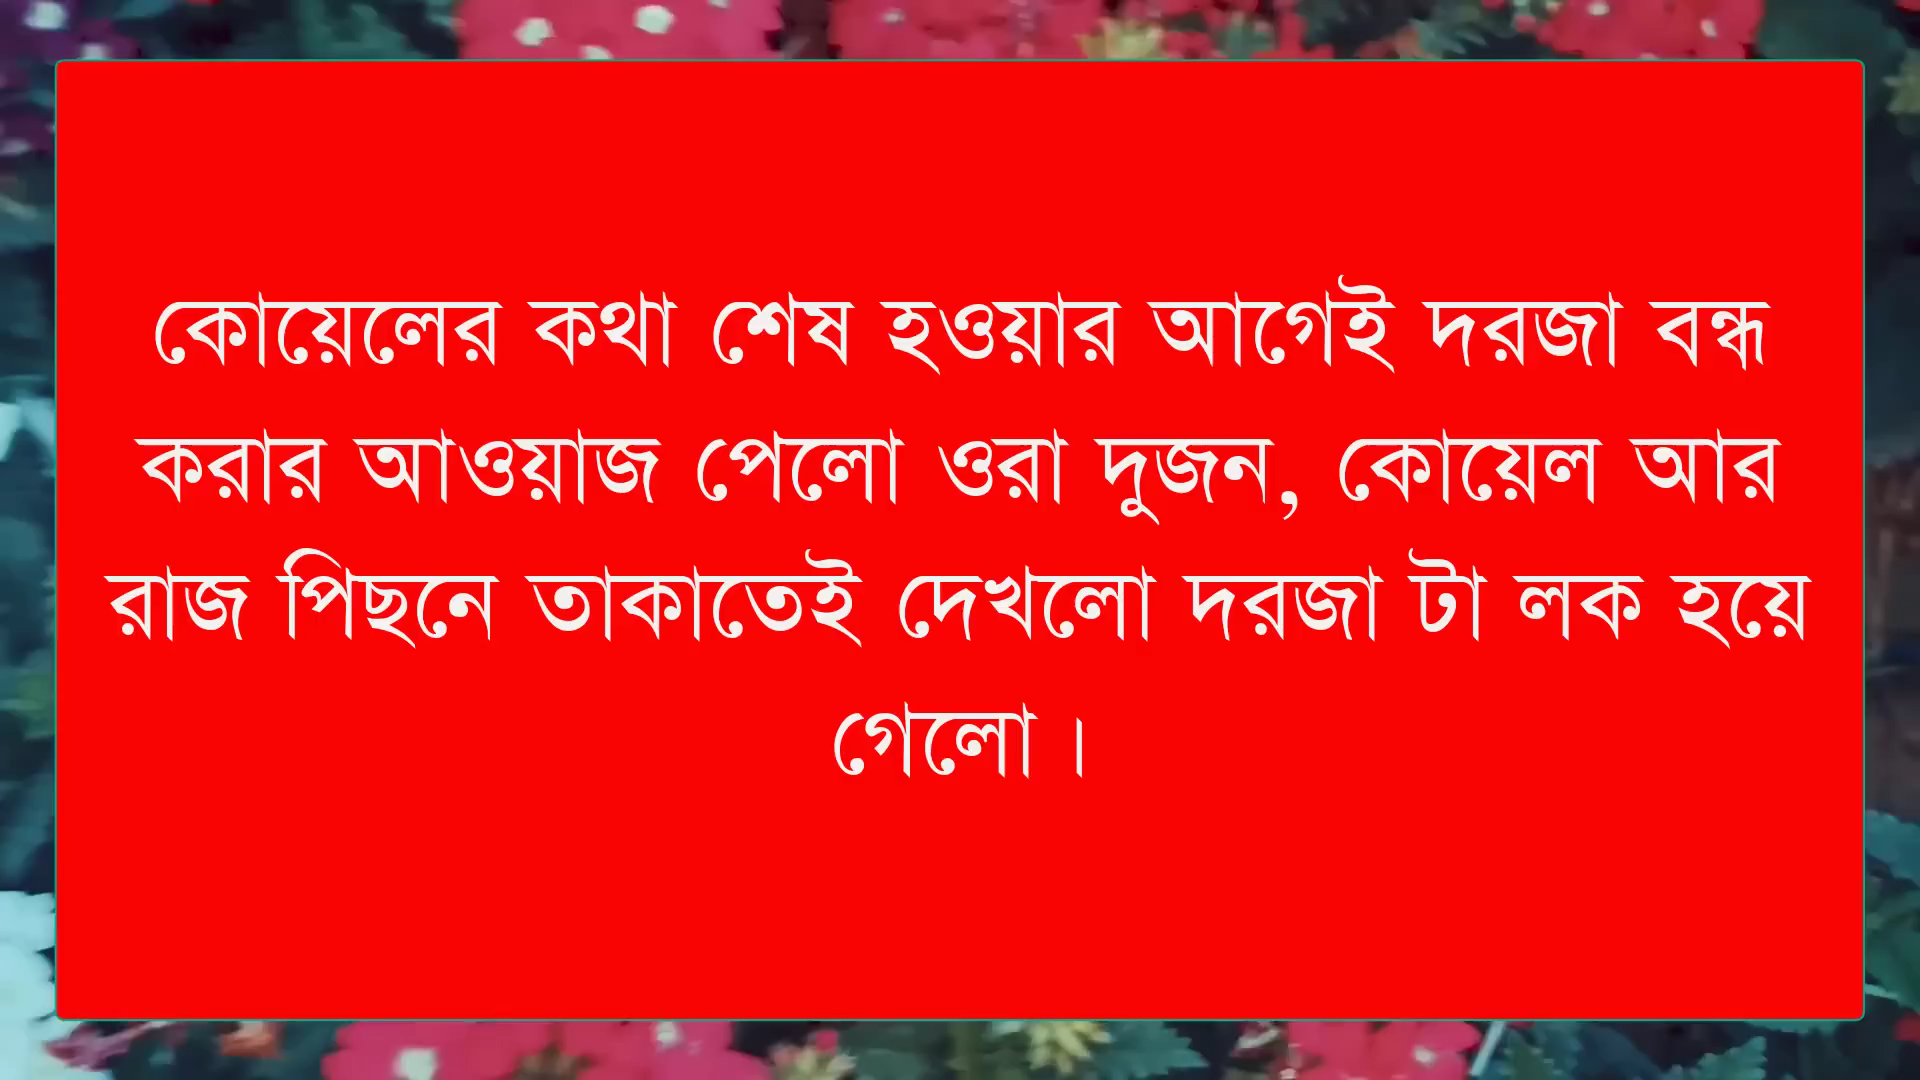 কোয়েলের কথা শেষ হওয়ার আগেই দরজা বন্ধ
করার আওয়াজ পেলো ওরা দুজন, কোয়েল আর
রাজ পিছনে তাকাতেই দেখলো দরজা টা লক হয়ে
গেলো।